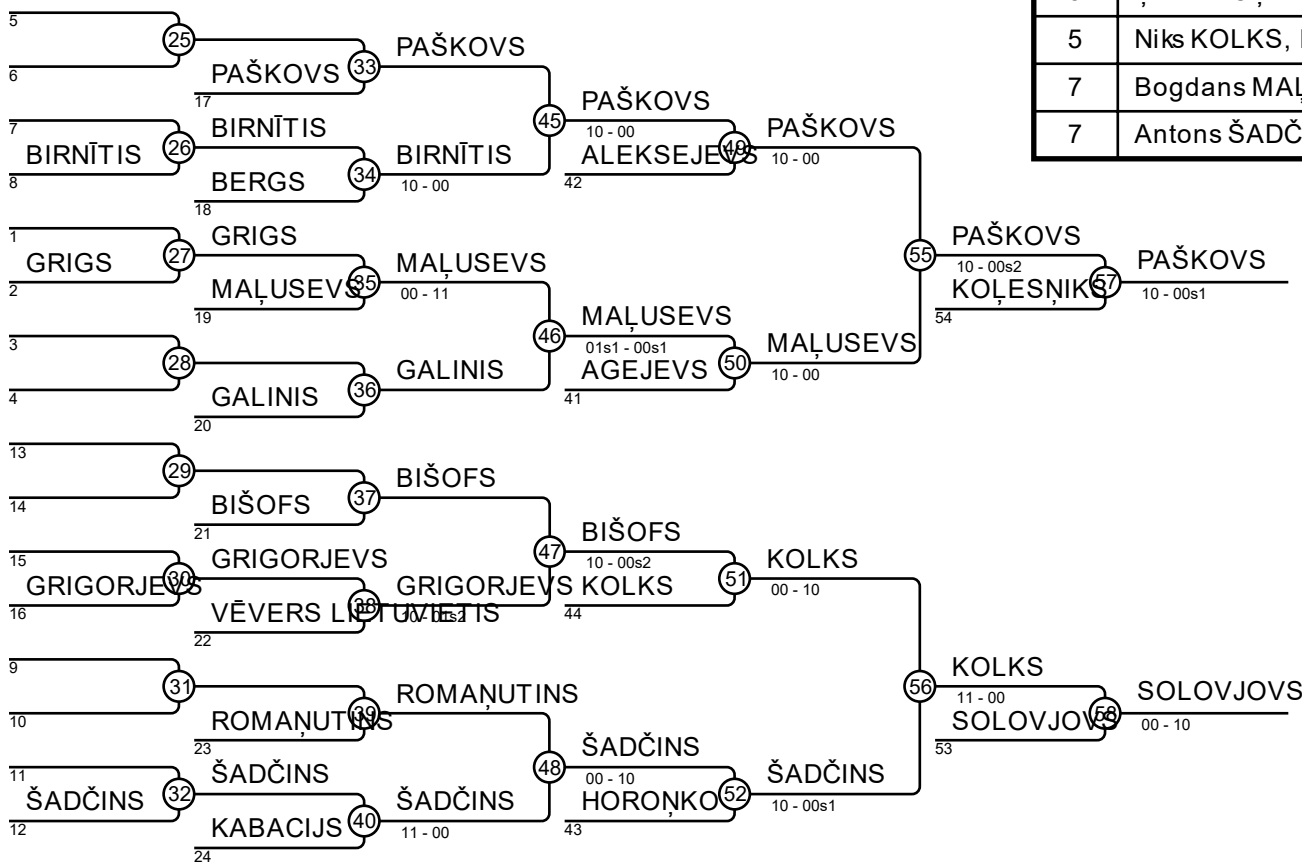 5
6
25
PAŠKOVS
17
33
PAŠKOVS
7
BIRNĪTIS
8
26
BIRNĪTIS
BERGS
18
34
BIRNĪTIS
10 - 00
45
PAŠKOVS
10 - 00
ALEKSEJEVS
42
49
PAŠKOVS
10 - 00
1
GRIGS
2
27
GRIGS
MAĻUSEVS
19
35
MAĻUSEVS
00 - 11
3
4
28
GALINIS
20
36
GALINIS
46
MAĻUSEVS
01s1 - 00s1
AGEJEVS
41
50
MAĻUSEVS
10 - 00
55
PAŠKOVS
10 - 00s2
KOĻESŅIKS
54
57
PAŠKOVS
10 - 00s1
13
14
29
BIŠOFS
21
37
BIŠOFS
15
GRIGORJEVS
16
30
GRIGORJEVS
VĒVERS LIETUVIETIS
22
38
GRIGORJEVS
10 - 01s2
47
BIŠOFS
10 - 00s2
KOLKS
44
51
KOLKS
00 - 10
9
10
31
ROMAŅUTINS
23
39
ROMAŅUTINS
11
ŠADČINS
12
32
ŠADČINS
KABACIJS
24
40
ŠADČINS
11 - 00
48
ŠADČINS
00 - 10
HOROŅKO
43
52
ŠADČINS
10 - 00s1
56
KOLKS
11 - 00
SOLOVJOVS
53
58
SOLOVJOVS
00 - 10
5 Niks KOLKS,
7 Bogdans MAĻ
7 Antons ŠADČ